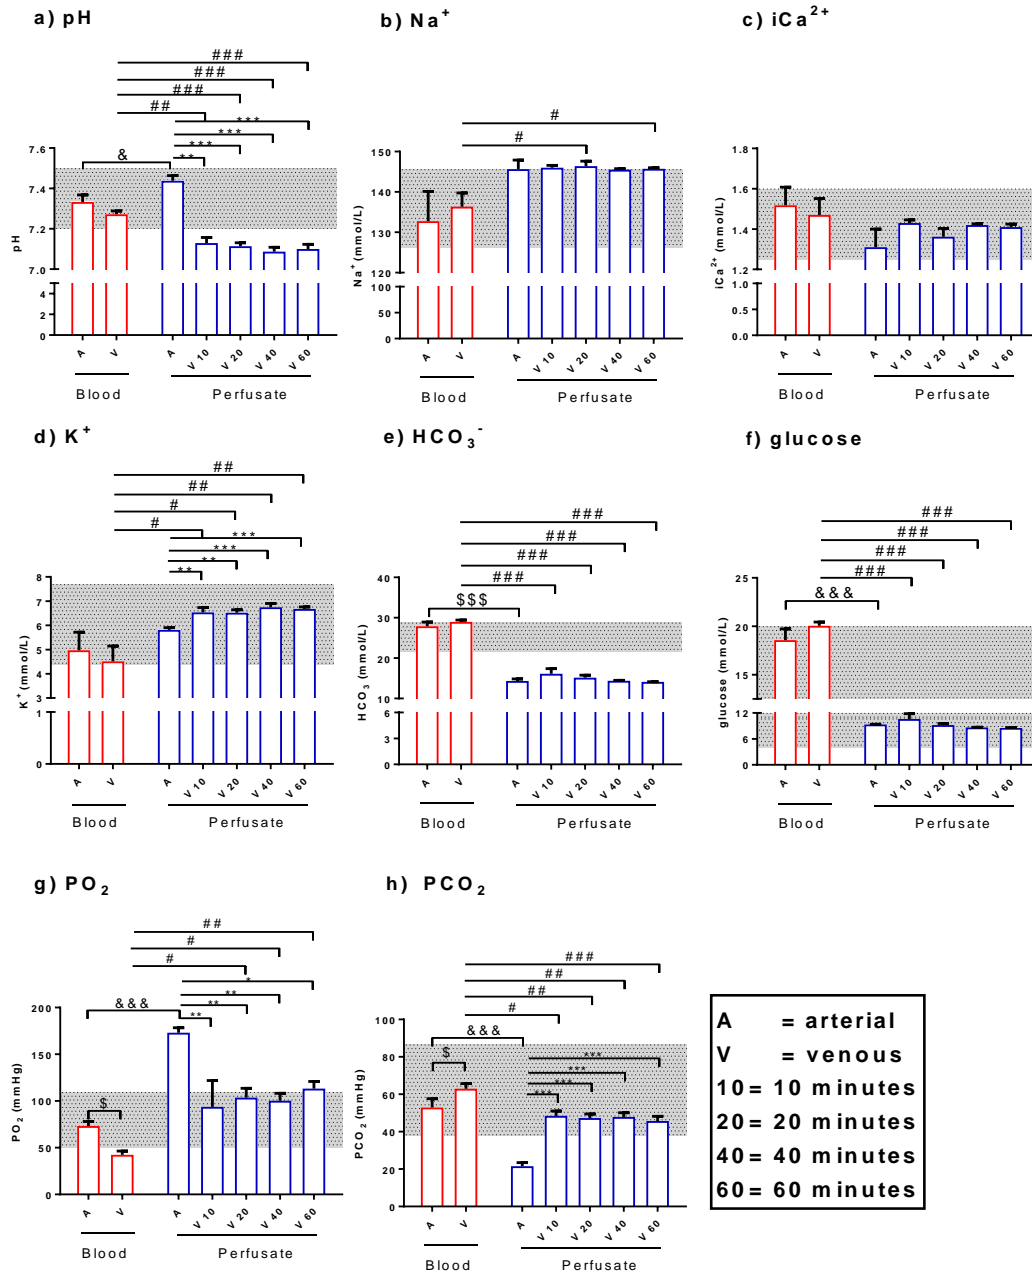 a) pH
###
###
###
##
***
***
***
**
&
pH
7.6
7.4
7.2
7.0
4
2
0
A
V
A
V 10
V 20
V 40
V 60
Blood
Perfusate
b) Na+
#
#
Na+ (mmol/L)
150
140
130
120
100
50
0
A
V
A
V 10
V 20
V 40
V 60
Blood
Perfusate
c) iCa2+
iCa2+ (mmol/L)
1.8
1.6
1.4
1.2
1.0
0.5
0.0
A
V
A
V 10
V 20
V 40
V 60
Blood
Perfusate
d) K+
##
##
#
#
***
***
**
**
K+ (mmol/L)
8
7
6
5
4
3
1
0
A
V
A
V 10
V 20
V 40
V 60
Blood
Perfusate
e) HCO3-
###
###
###
###
$$$
HCO3 (mmol/L)
40
30
20
10
6
3
0
A
V
A
V 10
V 20
V 40
V 60
Blood
Perfusate
f) glucose
###
###
###
###
&&&
glucose (mmol/L)
25
20
15
12
8
4
0
A
V
A
V 10
V 20
V 40
V 60
Blood
Perfusate
g) PO2
##
#
#
*
**
**
**
&&&
$
PO2 (mmHg)
200
150
100
50
0
A
V
A
V 10
V 20
V 40
V 60
Blood
Perfusate
h) PCO2
###
##
##
#
&&&
$
***
***
***
***
PCO2 (mmHg)
100
80
60
40
20
0
A
V
A
V 10
V 20
V 40
V 60
Blood
Perfusate
A = arterial
V = venous
10= 10 minutes
20= 20 minutes
40= 40 minutes
60= 60 minutes